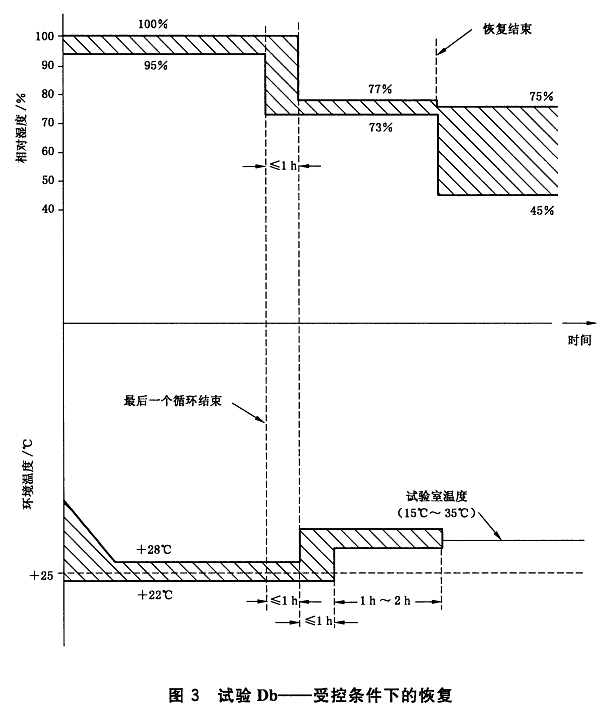 100%
恢复结束
100
90
95%
77%
75%
80
相对湿度/%
70
73%
60
≤1 h
50
45%
40
时间
最后一个循环结束
环境温度/℃
试验室温度
(15℃～35℃)
+28℃
+25
+22℃
≤1 h
1 h～2 h
≤1 h
图 3 试验 Db——受控条件下的恢复